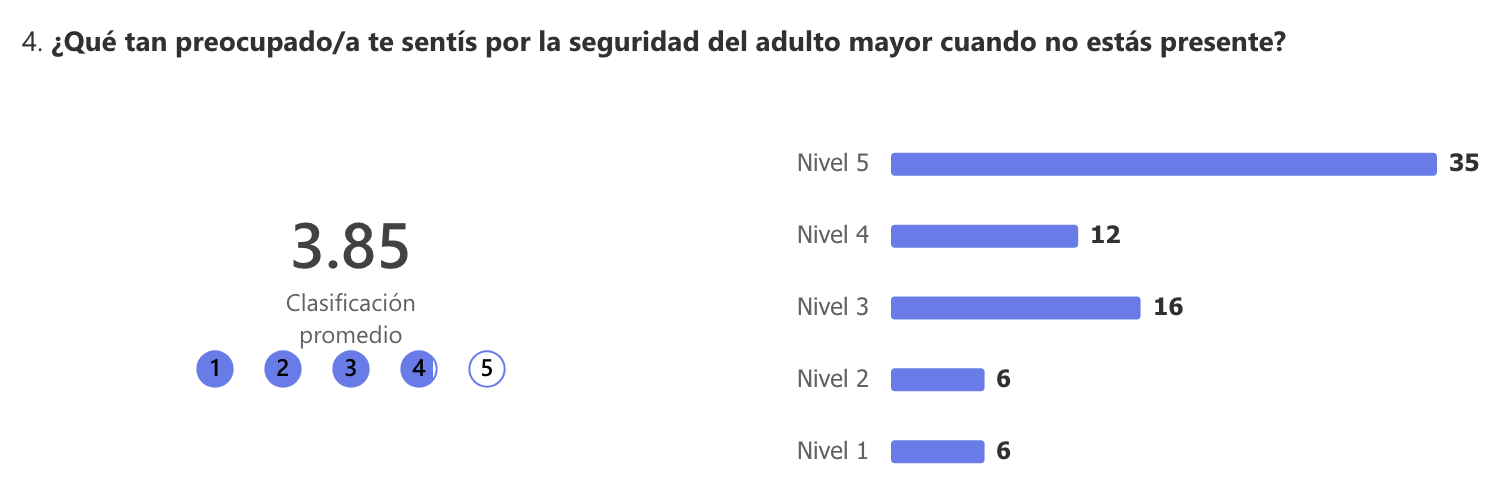 4. ¿Qué tan preocupado/a te sentís por la seguridad del adulto mayor cuando no estás presente?
3.85
Clasificación
promedio
1 2 3 4 5
Nivel 5 35
Nivel 4 12
Nivel 3 16
Nivel 2 6
Nivel 1 6